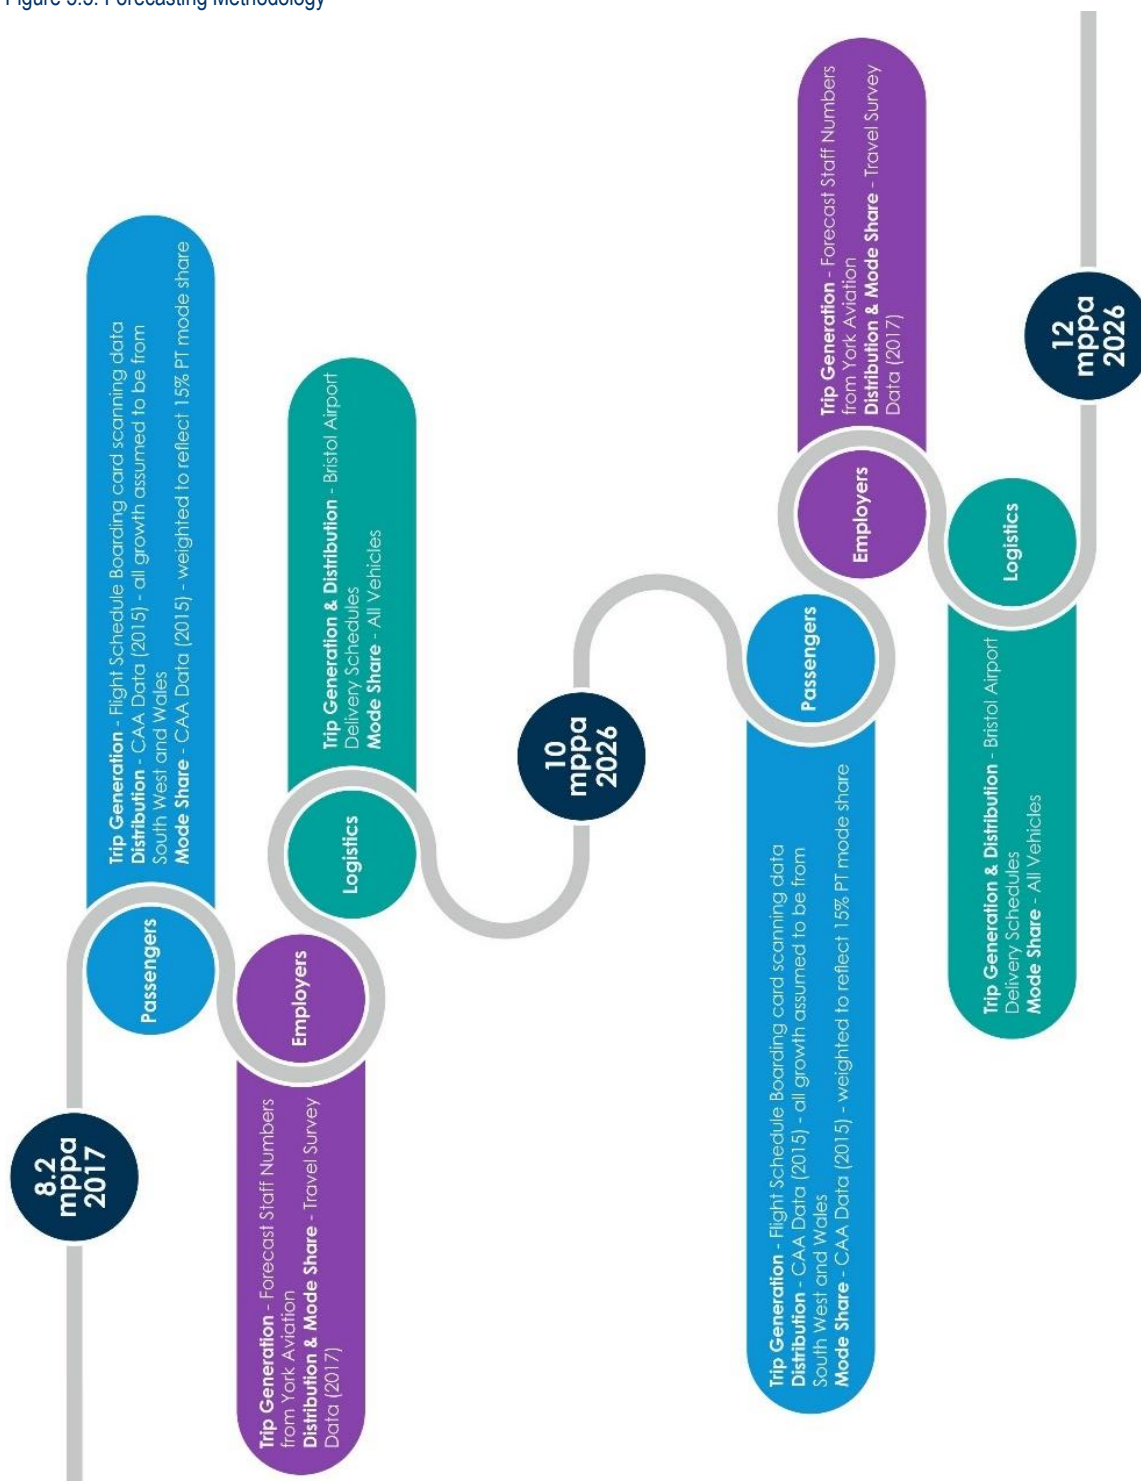 Figure 5.5: Forecasting Methodology
8.2
mppa
2017
Passengers
Trip Generation - Flight Schedule Boarding card scanning data
Distribution - CAA Data (2015) - all growth assumed to be from
South West and Wales
Mode Share - CAA Data (2015) - weighted to reflect 15% PT mode share
Employers
Trip Generation - Forecast Staff Numbers
from York Aviation
Distribution & Mode Share - Travel Survey
Data (2017)
Logistics
Trip Generation & Distribution - Bristol Airport
Delivery Schedules
Mode Share - All Vehicles
10
mppa
2026
Passengers
Trip Generation - Flight Schedule Boarding card scanning data
Distribution - CAA Data (2015) - all growth assumed to be from
South West and Wales
Mode Share - CAA Data (2015) - weighted to reflect 15% PT mode share
Employers
Trip Generation - Forecast Staff Numbers
from York Aviation
Distribution & Mode Share - Travel Survey
Data (2017)
Logistics
Trip Generation & Distribution - Bristol Airport
Delivery Schedules
Mode Share - All Vehicles
12
mppa
2026